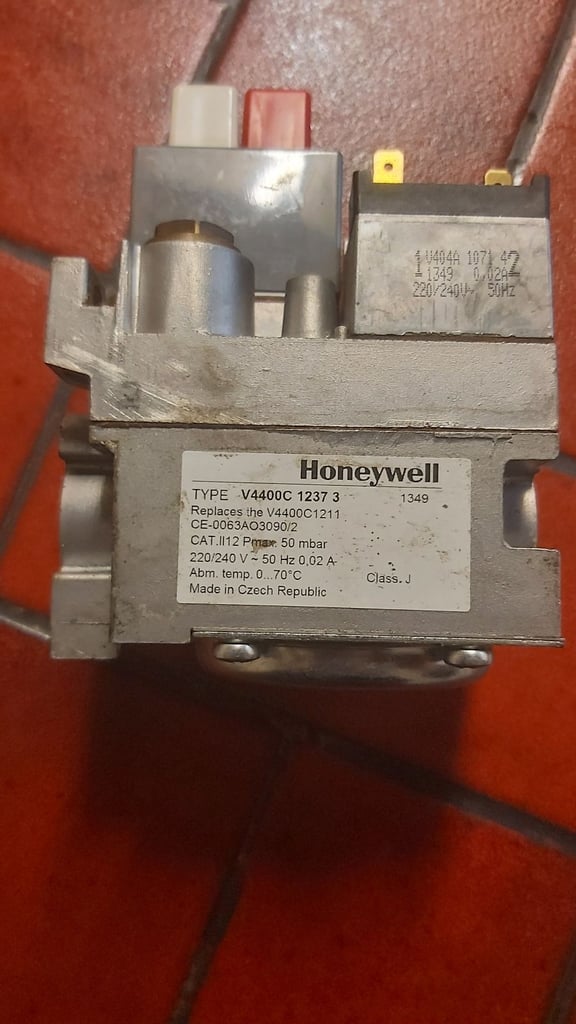 1 V404A 1071 4 2
1349 0.02A
220/240V~ 50Hz
Honeywell
TYPE V4400C 1237 3 1349
Replaces the V4400C1211
CE-0063AO3090/2
CAT.II12 Pmax. 50 mbar
220/240 V ~ 50 Hz 0,02 A
Abm. temp. 0...70°C Class. J
Made in Czech Republic